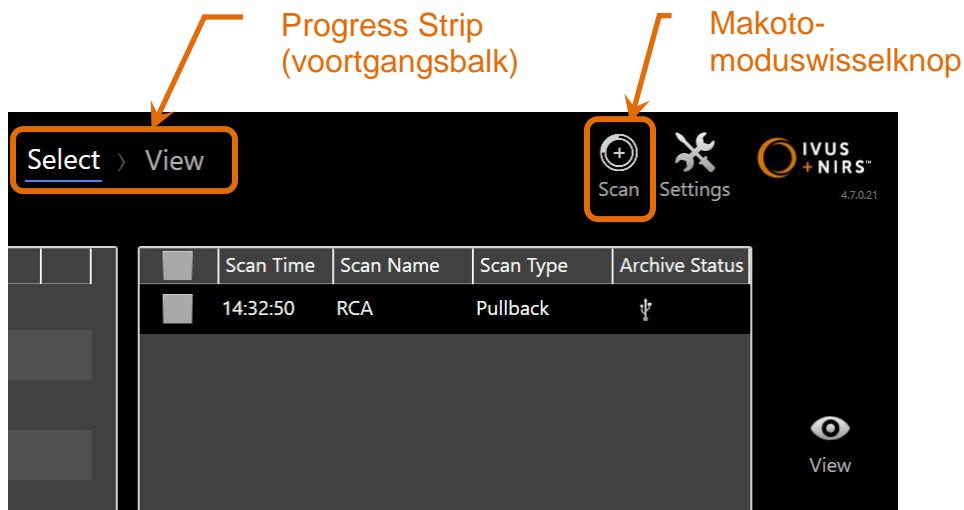 Progress Strip
(voortgangsbalk)
Makoto-
moduswisselknop
Select > View
Scan
Settings
IVUS
+NIRS™
4.7.0.21
Scan Time Scan Name Scan Type Archive Status
14:32:50 RCA Pullback
View